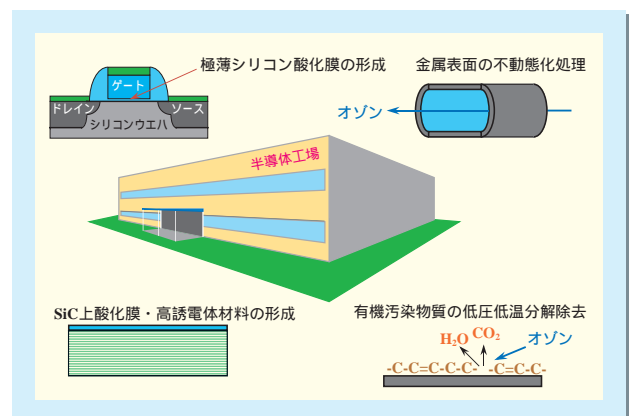 極薄シリコン酸化膜の形成
ゲート
ドレイン
ソース
シリコンウエハ
金属表面の不動態化処理
オゾン
半導体工場
SiC上酸化膜・高誘電体材料の形成
有機汚染物質の低圧低温分解除去
H₂O CO₂
オゾン
-C-C=C-C-C- -C=C-C-